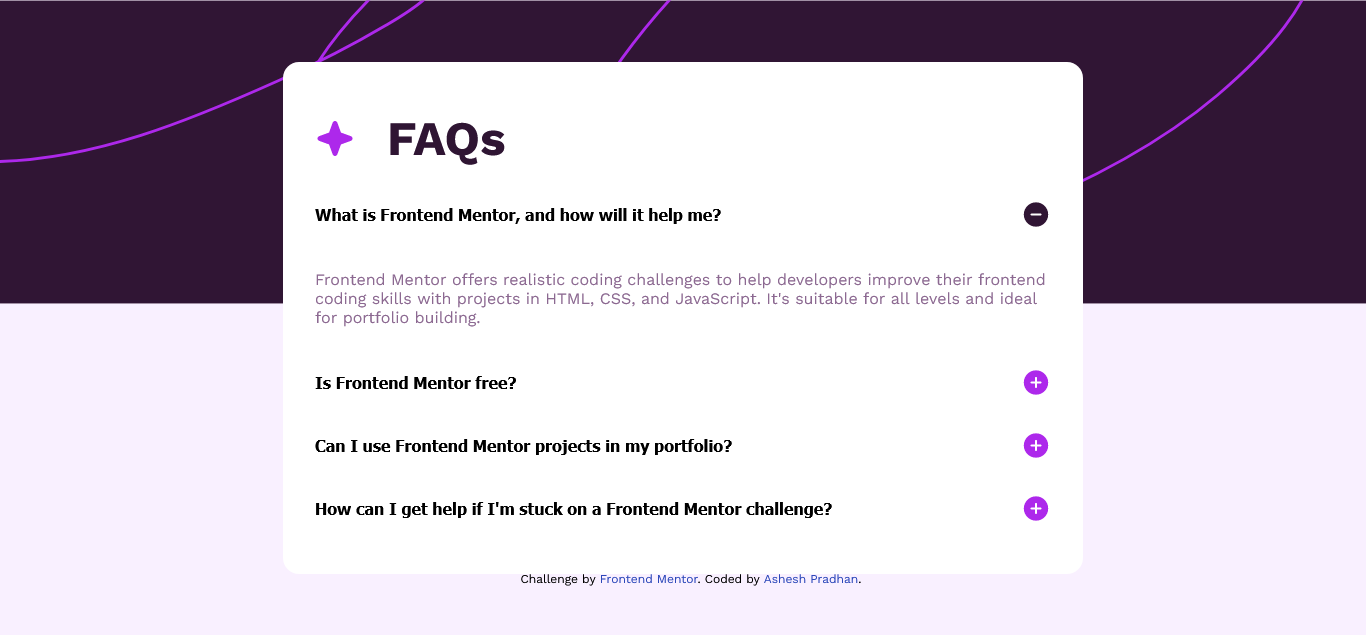 FAQs
What is Frontend Mentor, and how will it help me?
Frontend Mentor offers realistic coding challenges to help developers improve their frontend
coding skills with projects in HTML, CSS, and JavaScript. It's suitable for all levels and ideal
for portfolio building.
Is Frontend Mentor free?
Can I use Frontend Mentor projects in my portfolio?
How can I get help if I'm stuck on a Frontend Mentor challenge?
Challenge by Frontend Mentor. Coded by Ashesh Pradhan.